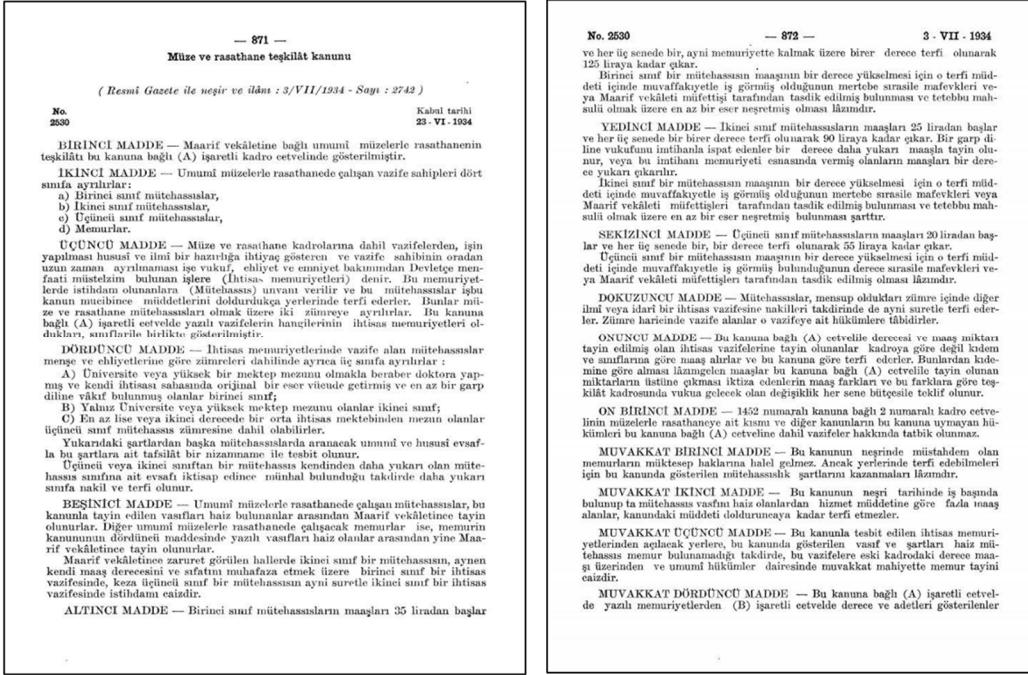 — 871 —
Müze ve rasathane teşkilât kanunu
( Resmî Gazete ile neşir ve ilânı : 3/VII/1934 - Sayı : 2742 )
No. Kabul tarihi
2530 23 - VI - 1934
BİRİNCİ MADDE — Maarif vekâletine bağlı umumî müzelerle rasathanenin
teşkilâtı bu kanuna bağlı (A) işaretli kadro cetvelinde gösterilmiştir.
İKİNCİ MADDE — Umumî müzelerle rasathanede çalışan vazife sahipleri dört
sınıfa ayrılırlar:
a) Birinci sınıf mütehassıslar,
b) İkinci sınıf mütehassıslar,
c) Üçüncü sınıf mütehassıslar,
d) Memurlar.
ÜÇÜNCÜ MADDE — Müze ve rasathane kadrolarına dahil vazifelerden, işin
yapılması hususî ve ilmî bir hazırlığa ihtiyaç gösteren ve vazife sahibinin oradan
uzun zaman ayrılmaması işe vukuf, ehliyet ve emniyet bakımından Devletçe men-
faati müstelzim bulunan işlere (İhtisas memuriyetleri) denir. Bu memuriyet-
lerde istihdam olunanlara (Mütehassıs) unvanı verilir ve bu mütehassıslar işbu
kanun mucibince müddetlerini doldurdukça yerlerinde terfi ederler. Bunlar mü-
ze ve rasathane mütehassısları olmak üzere iki zümreye ayrılırlar. Bu kanuna
bağlı (A) işaretli cetvelde yazılı vazifelerin hangilerinin ihtisas memuriyetleri ol-
dukları, sınıflarile birlikte gösterilmiştir.
DÖRDÜNCÜ MADDE — İhtisas memuriyetlerinde vazife alan mütehassıslar
menşe ve ehliyetlerine göre zümreleri dahilinde ayrıca üç sınıfa ayrılırlar :
A) Üniversite veya yüksek bir mektep mezunu olmakla beraber doktora yap-
mış ve kendi ihtisası sahasında orijinal bir eser vücude getirmiş ve en az bir garp
diline vâkıf bulunmuş olanlar birinci sınıf;
B) Yalnız Üniversite veya yüksek mektep mezunu olanlar ikinci sınıf;
C) En az lise veya ikinci derecede bir orta ihtisas mektebinden mezun olanlar
üçüncü sınıf mütehassıs zümresine dahil olabilirler.
Yukarıdaki şartlardan başka mütehassıslarda aranacak umumî ve hususî evsaf-
la bu şartlara ait tafsilât bir nizamname ile tesbit olunur.
Üçüncü veya ikinci sınıftan bir mütehassıs kendinden daha yukarı olan müte-
hassıs sınıfına ait evsafı iktisap edince münhal bulunduğu takdirde daha yukarı
sınıfa nakil ve terfi olunur.
BEŞİNİCİ MADDE — Umumî müzelerle rasathanede çalışan mütehassıslar, bu
kanunla tayin edilen vasıfları haiz bulunanlar arasından Maarif vekâletince tayin
olunurlar. Diğer umumî müzelerle rasathanede çalışacak memurlar ise, memurin
kanununun dördüncü maddesinde yazılı vasıfları haiz olanlar arasından yine Maa-
rif vekâletince tayin olunurlar.
Maarif vekâletince zaruret görülen hallerde ikinci sınıf bir mütehassısın, aynen
kendi maaş derecesini ve sıfatını muhafaza etmek üzere birinci sınıf bir ihtisas
vazifesinde, keza üçüncü sınıf bir mütehassısın ayni suretle ikinci sınıf bir ihtisas
vazifesinde istihdamı caizdir.
ALTINCI MADDE — Birinci sınıf mütehassısların maaşları 35 liradan başlar
No. 2530 — 872 — 3 - VII - 1934
ve her üç senede bir, ayni memuriyette kalmak üzere birer derece terfi olunarak
125 liraya kadar çıkar.
Birinci sınıf bir mütehassısın maaşının bir derece yükselmesi için o terfi müd-
deti içinde muvaffakıyetle iş görmüş olduğunun mertebe sırasile mafevkleri ve-
ya Maarif vekâleti müfettişi tarafından tasdik edilmiş bulunması ve tetebbu mah-
sulü olmak üzere en az bir eser neşretmiş olması lâzımdır.
YEDİNCİ MADDE — İkinci sınıf mütehassısların maaşları 25 liradan başlar
ve her üç senede bir birer derece terfi olunarak 90 liraya kadar çıkar. Bir garp di-
line vukufunu imtihanla ispat edenler bir derece daha yukarı maaşla tayin olu-
nur, veya bu imtihanı memuriyeti esnasında vermiş olanların maaşları bir dere-
ce yukarı çıkarılır.
İkinci sınıf bir mütehassısın maaşının bir derece yükselmesi için o terfi müd-
deti içinde muvaffakıyetle iş görmüş olduğunun mertebe sırasile mafevkleri veya
Maarif vekâleti müfettişleri tarafından tasdik edilmiş bulunması ve tetebbu mah-
sulü olmak üzere en az bir eser neşretmiş bulunması şarttır.
SEKİZİNCİ MADDE — Üçüncü sınıf mütehassısların maaşları 20 liradan baş-
lar ve her üç senede bir, bir derece terfi olunarak 55 liraya kadar çıkar.
Üçüncü sınıf bir mütehassısın maaşının bir derece yükselmesi için o terfi müd-
deti içinde muvaffakıyetle iş görmüş bulunduğunun derece sırasile mafevkleri ve-
ya Maarif vekâleti müfettişleri tarafından tasdik edilmiş olması lâzımdır.
DOKUZUNCU MADDE — Mütehassıslar, mensup oldukları zümre içinde diğer
ilmî veya idarî bir ihtisas vazifesine nakilleri takdirinde de ayni suretle terfi eder-
ler. Zümre haricinde vazife alanlar o vazifeye ait hükümlere tâbidirler.
ONUNCU MADDE — Bu kanuna bağlı (A) cetvelile derecesi ve maaş miktarı
tayin edilmiş olan ihtisas vazifelerine tayin olunanlar kadroya göre değil kıdem
ve sınıflarına göre maaş alırlar ve bu kanuna göre terfi ederler. Bunlardan kıde-
mine göre alması lâzımgelen maaşlar bu kanuna bağlı (A) cetvelile tayin olunan
miktarların üstüne çıkması iktiza edenlerin maaş farkları ve bu farklara göre teş-
kilât kadrosunda vukua gelecek olan değişiklik her sene bütçesile teklif olunur.
ON BİRİNCİ MADDE — 1452 numaralı kanuna bağlı 2 numaralı kadro cetve-
linin müzelerle rasathaneye ait kısmı ve diğer kanunların bu kanuna uymayan hü-
kümleri bu kanuna bağlı (A) cetveline dahil vazifeler hakkında tatbik olunmaz.
MUVAKKAT BİRİNCİ MADDE — Bu kanunun neşrinde müstahdem olan
memurların müktesep haklarına halel gelmez. Ancak yerlerinde terfi edebilmeleri
için bu kanunda gösterilen mütehassıslık şartlarını kazanmaları lâzımdır.
MUVAKKAT İKİNCİ MADDE — Bu kanunun neşri tarihinde iş başında
bulunup ta mütehassıs vasfını haiz olanlardan hizmet müddetine göre fazla maaş
alanlar, kanundaki müddeti dolduruncaya kadar terfi etmezler.
MUVAKKAT ÜÇÜNCÜ MADDE — Bu kanunla tesbit edilen ihtisas memuri-
yetlerinden açılacak yerlere, bu kanunda gösterilen vasıf ve şartları haiz mü-
tehassıs memur bulunamadığı takdirde, bu vazifelere eski kadrodaki derece maa-
şı üzerinden ve umumî hükümler dairesinde muvakkat mahiyette memur tayini
caizdir.
MUVAKKAT DÖRDÜNCÜ MADDE — Bu kanuna bağlı (A) işaretli cetvel-
de yazılı memuriyetlerden (B) işaretli cetvelde derece ve adetleri gösterilenler